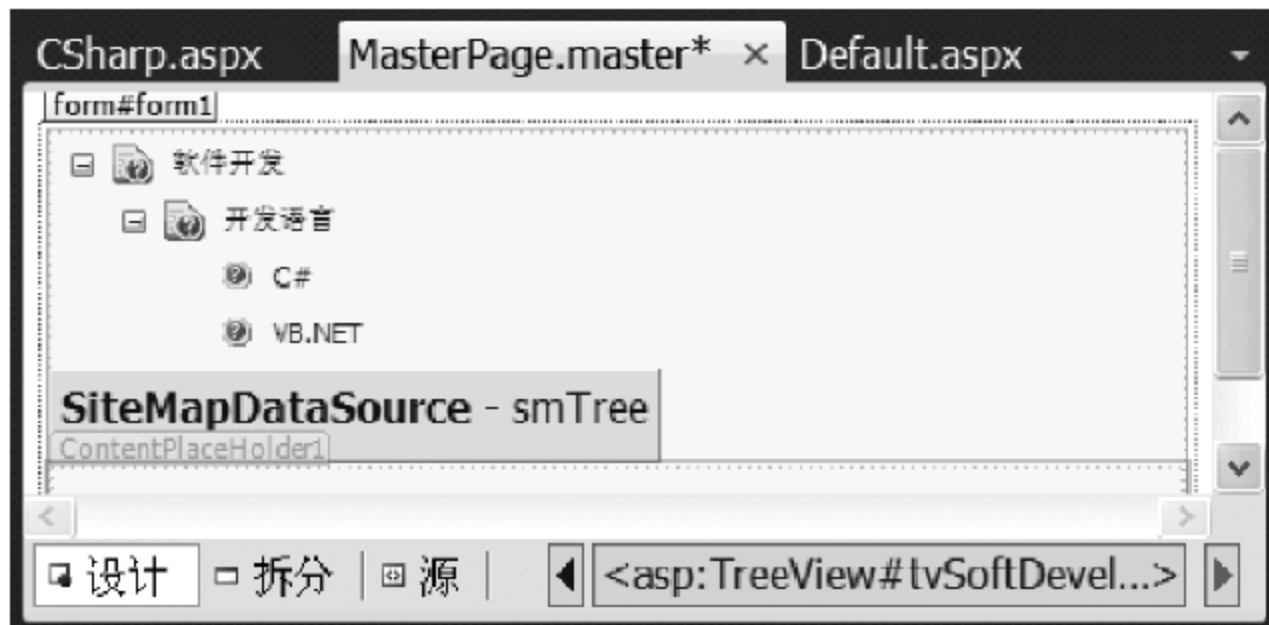 CSharp.aspx MasterPage.master* × Default.aspx
form#form1
软件开发
开发语言
C#
VB.NET
SiteMapDataSource - smTree
ContentPlaceHolder1
设计 拆分 源 <asp:TreeView#tvSoftDevel...>